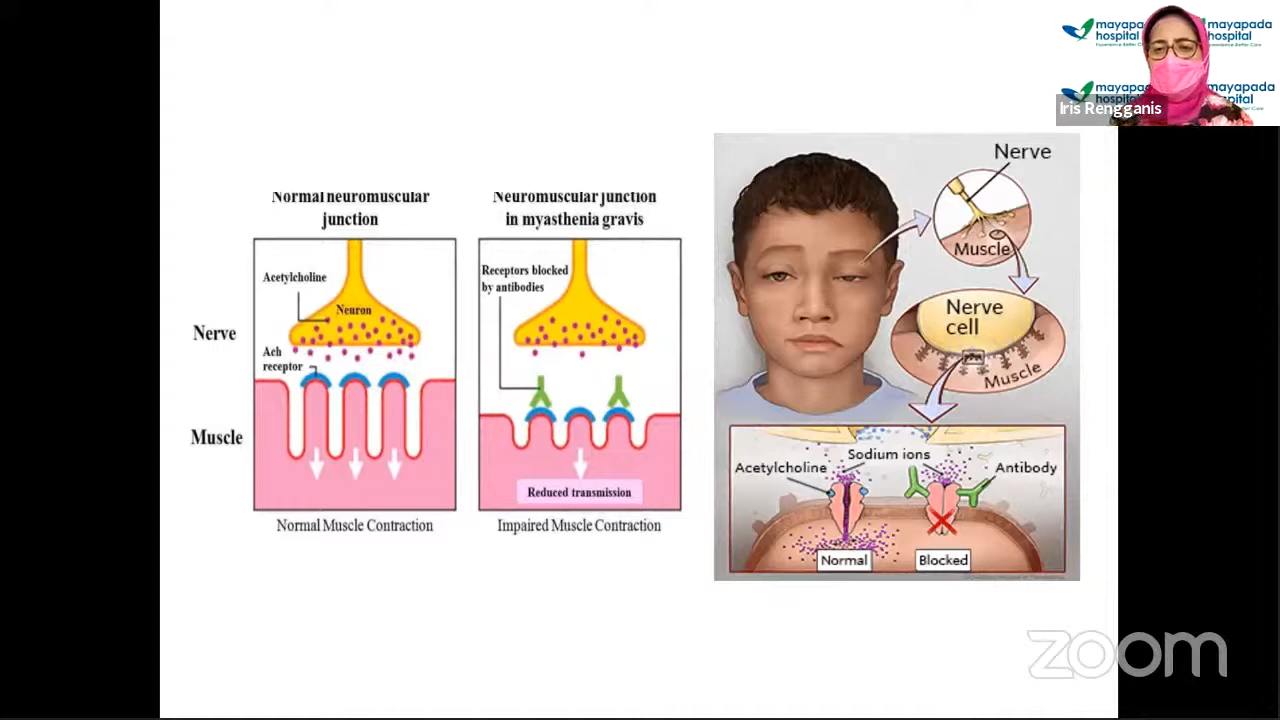 mayapada
hospital
mayapada
hospital
mayapada
hospital
Iris Rengganis
Normal neuromuscular
junction
Acetylcholine
Neuron
Nerve
Ach
receptor
Muscle
Normal Muscle Contraction
Neuromuscular junction
in myasthenia gravis
Receptors blocked
by antibodies
Reduced transmission
Impaired Muscle Contraction
Nerve
Muscle
Nerve
cell
Muscle
Sodium ions
Acetylcholine
Antibody
Normal
Blocked
zoom